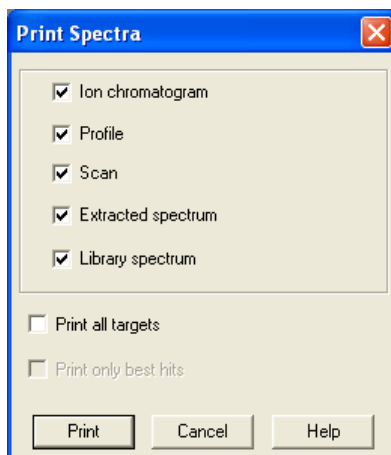 Print Spectra
Ion chromatogram
Profile
Scan
Extracted spectrum
Library spectrum
Print all targets
Print only best hits
Print Cancel Help